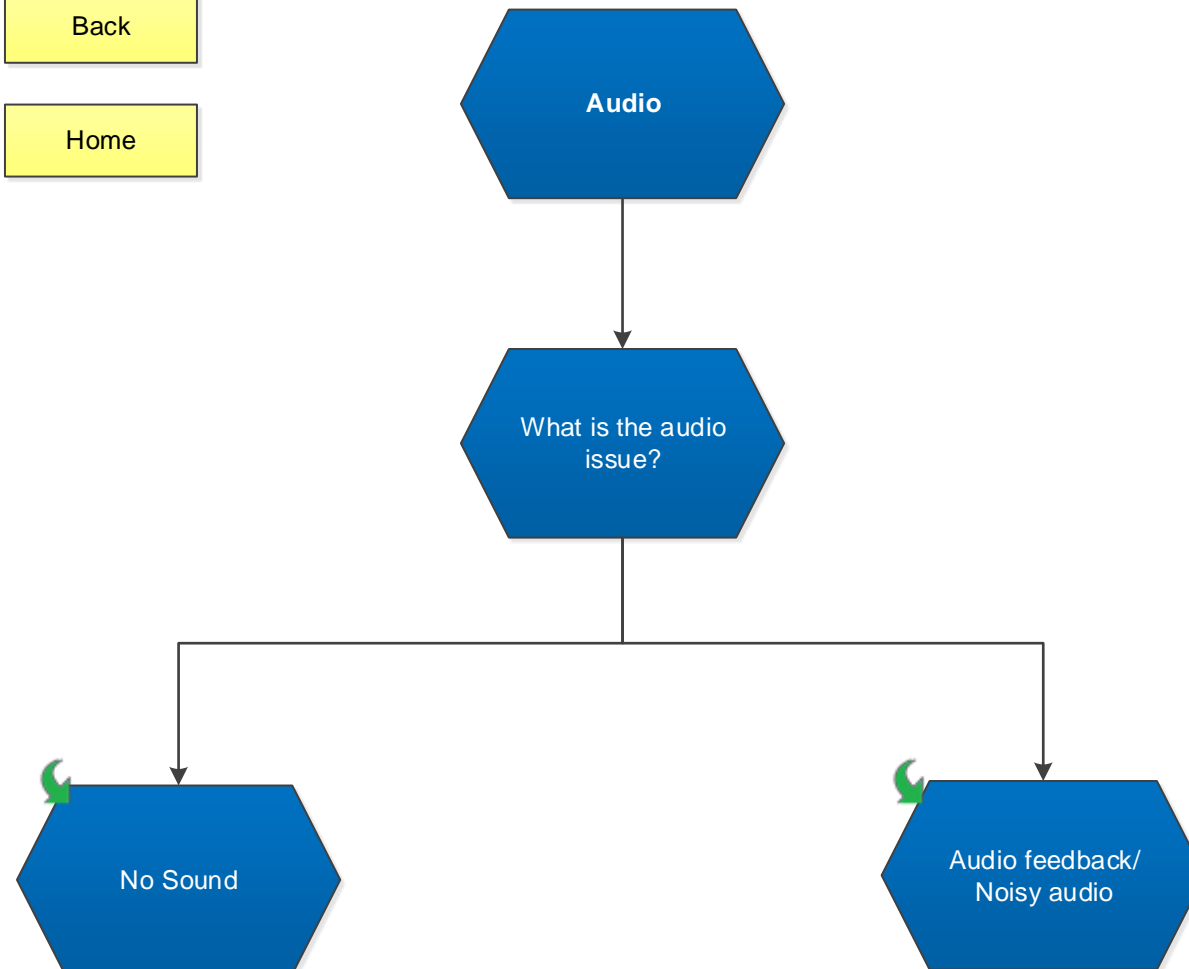 Back
Audio
Home
What is the audio
issue?
No Sound
Audio feedback/
Noisy audio